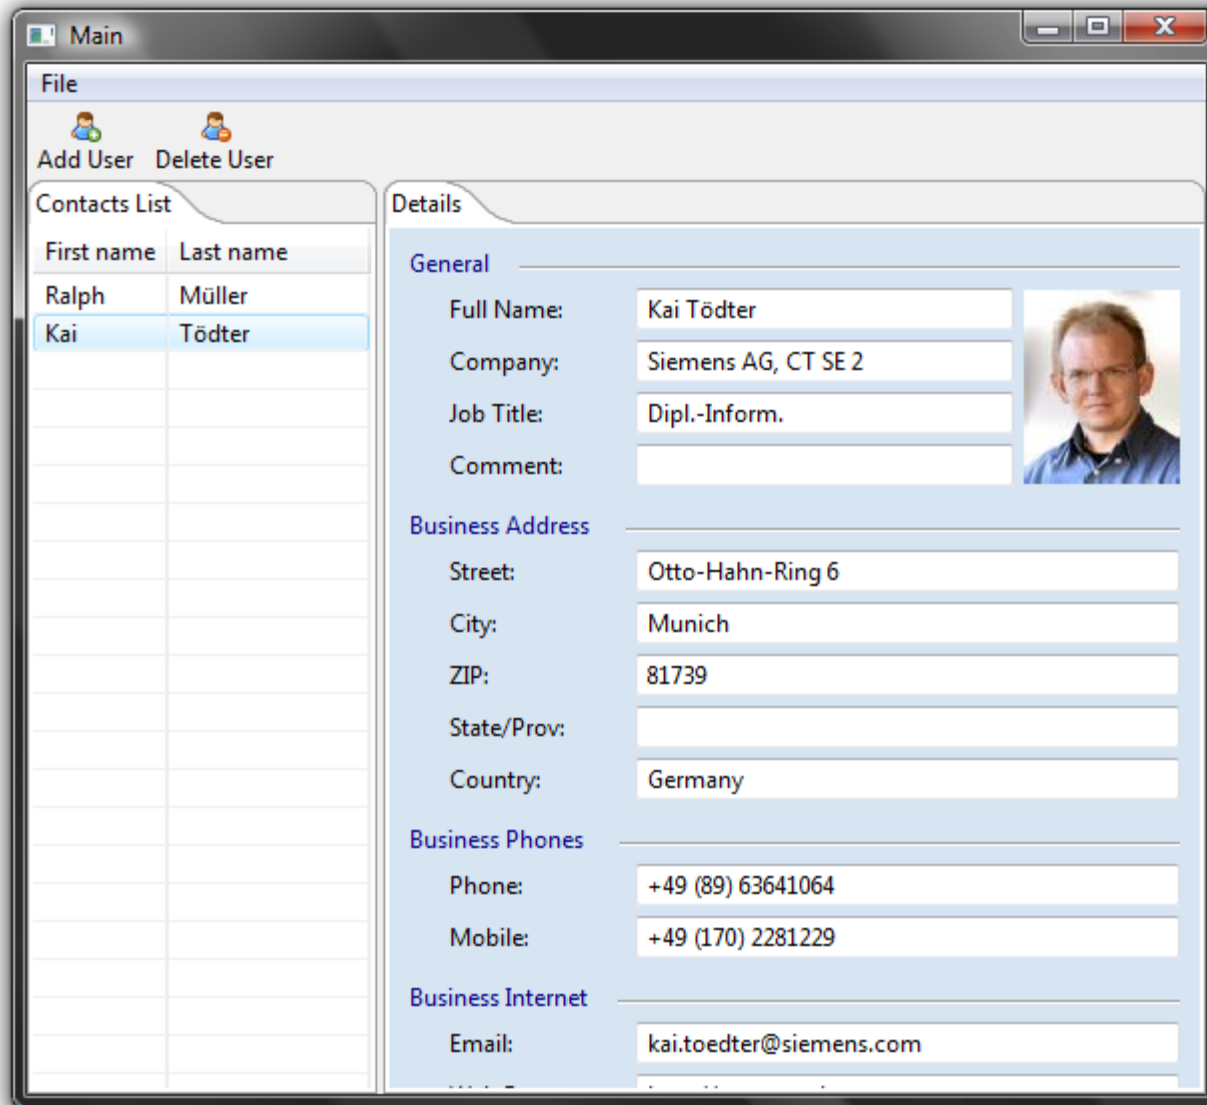 Main
File
Add User Delete User
Contacts List
First name Last name
Ralph Müller
Kai Tödter
Details
General
Full Name: Kai Tödter
Company: Siemens AG, CT SE 2
Job Title: Dipl.-Inform.
Comment:
Business Address
Street: Otto-Hahn-Ring 6
City: Munich
ZIP: 81739
State/Prov:
Country: Germany
Business Phones
Phone: +49 (89) 63641064
Mobile: +49 (170) 2281229
Business Internet
Email: kai.toedter@siemens.com